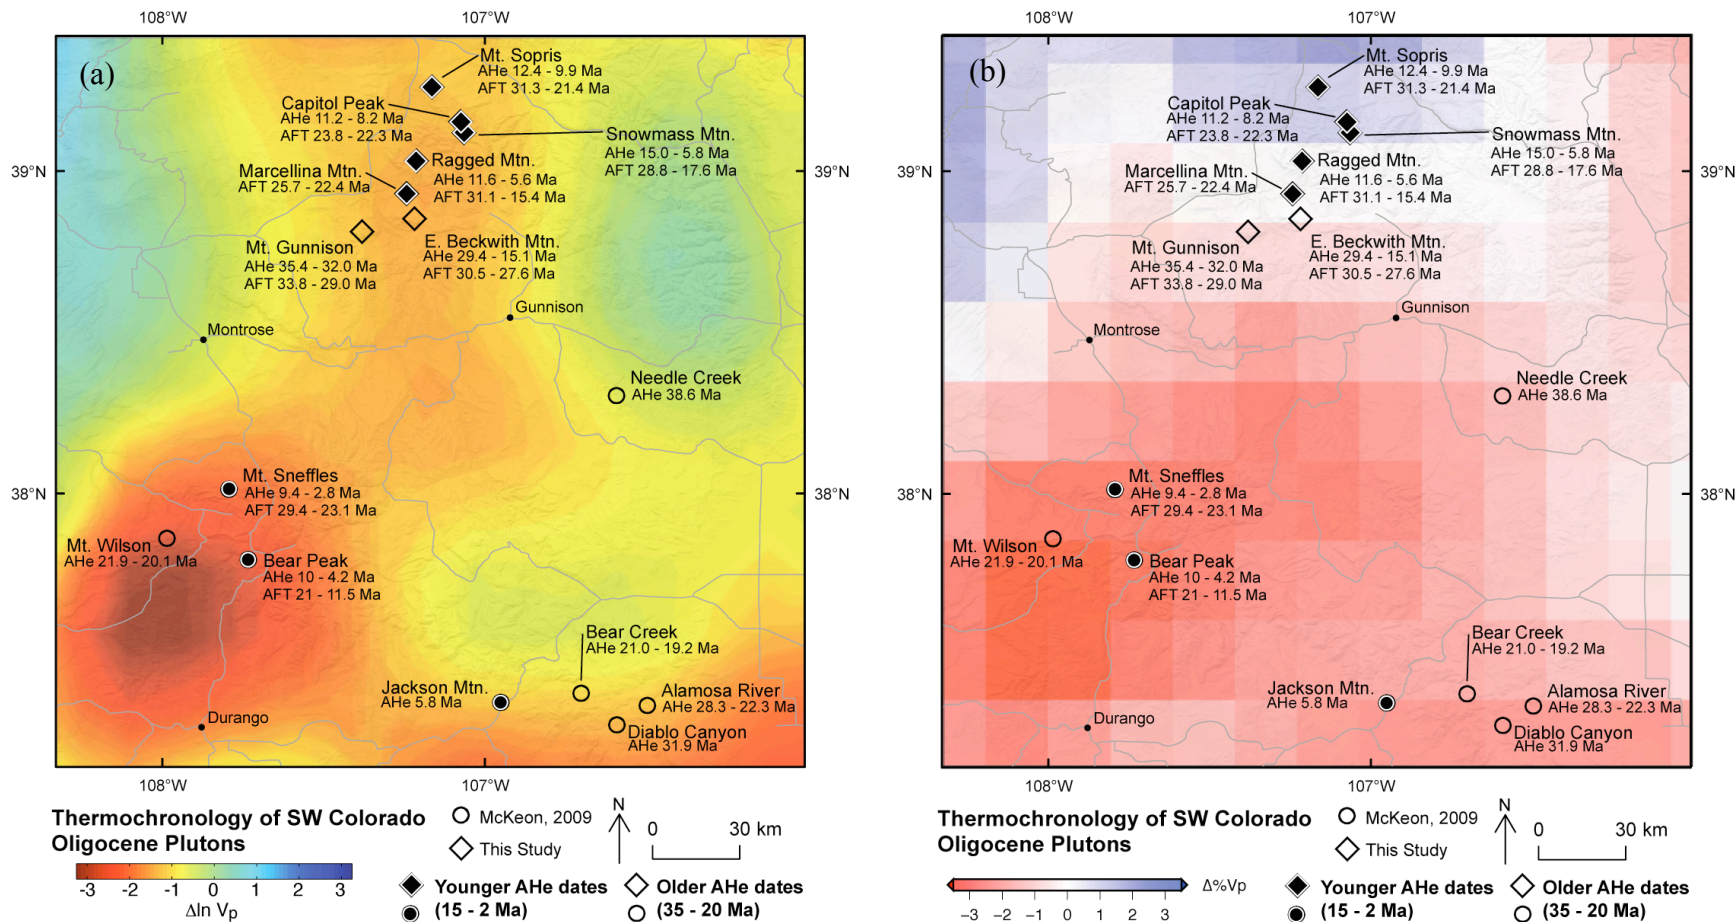 108°W
107°W
(a)
Mt. Sopris
AHe 12.4 - 9.9 Ma
AFT 31.3 - 21.4 Ma
Capitol Peak
AHe 11.2 - 8.2 Ma
AFT 23.8 - 22.3 Ma
Snowmass Mtn.
AHe 15.0 - 5.8 Ma
AFT 28.8 - 17.6 Ma
39°N
39°N
Marcellina Mtn.
AFT 25.7 - 22.4 Ma
Ragged Mtn.
AHe 11.6 - 5.6 Ma
AFT 31.1 - 15.4 Ma
Mt. Gunnison
AHe 35.4 - 32.0 Ma
AFT 33.8 - 29.0 Ma
E. Beckwith Mtn.
AHe 29.4 - 15.1 Ma
AFT 30.5 - 27.6 Ma
Gunnison
Montrose
Needle Creek
AHe 38.6 Ma
Mt. Sneffles
AHe 9.4 - 2.8 Ma
AFT 29.4 - 23.1 Ma
38°N
38°N
Mt. Wilson
AHe 21.9 - 20.1 Ma
Bear Peak
AHe 10 - 4.2 Ma
AFT 21 - 11.5 Ma
Bear Creek
AHe 21.0 - 19.2 Ma
Jackson Mtn.
AHe 5.8 Ma
Alamosa River
AHe 28.3 - 22.3 Ma
Diablo Canyon
AHe 31.9 Ma
Durango
108°W
107°W
Thermochronology of SW Colorado
Oligocene Plutons
-3 -2 -1 0 1 2 3
Δln Vp
McKeon, 2009
This Study
N
0 30 km
Younger AHe dates
(15 - 2 Ma)
Older AHe dates
(35 - 20 Ma)
108°W
107°W
(b)
Mt. Sopris
AHe 12.4 - 9.9 Ma
AFT 31.3 - 21.4 Ma
Capitol Peak
AHe 11.2 - 8.2 Ma
AFT 23.8 - 22.3 Ma
Snowmass Mtn.
AHe 15.0 - 5.8 Ma
AFT 28.8 - 17.6 Ma
39°N
39°N
Marcellina Mtn.
AFT 25.7 - 22.4 Ma
Ragged Mtn.
AHe 11.6 - 5.6 Ma
AFT 31.1 - 15.4 Ma
Mt. Gunnison
AHe 35.4 - 32.0 Ma
AFT 33.8 - 29.0 Ma
E. Beckwith Mtn.
AHe 29.4 - 15.1 Ma
AFT 30.5 - 27.6 Ma
Gunnison
Montrose
Needle Creek
AHe 38.6 Ma
Mt. Sneffles
AHe 9.4 - 2.8 Ma
AFT 29.4 - 23.1 Ma
38°N
38°N
Mt. Wilson
AHe 21.9 - 20.1 Ma
Bear Peak
AHe 10 - 4.2 Ma
AFT 21 - 11.5 Ma
Bear Creek
AHe 21.0 - 19.2 Ma
Jackson Mtn.
AHe 5.8 Ma
Alamosa River
AHe 28.3 - 22.3 Ma
Diablo Canyon
AHe 31.9 Ma
Durango
108°W
107°W
Thermochronology of SW Colorado
Oligocene Plutons
-3 -2 -1 0 1 2 3
Δ%Vp
McKeon, 2009
This Study
N
0 30 km
Younger AHe dates
(15 - 2 Ma)
Older AHe dates
(35 - 20 Ma)